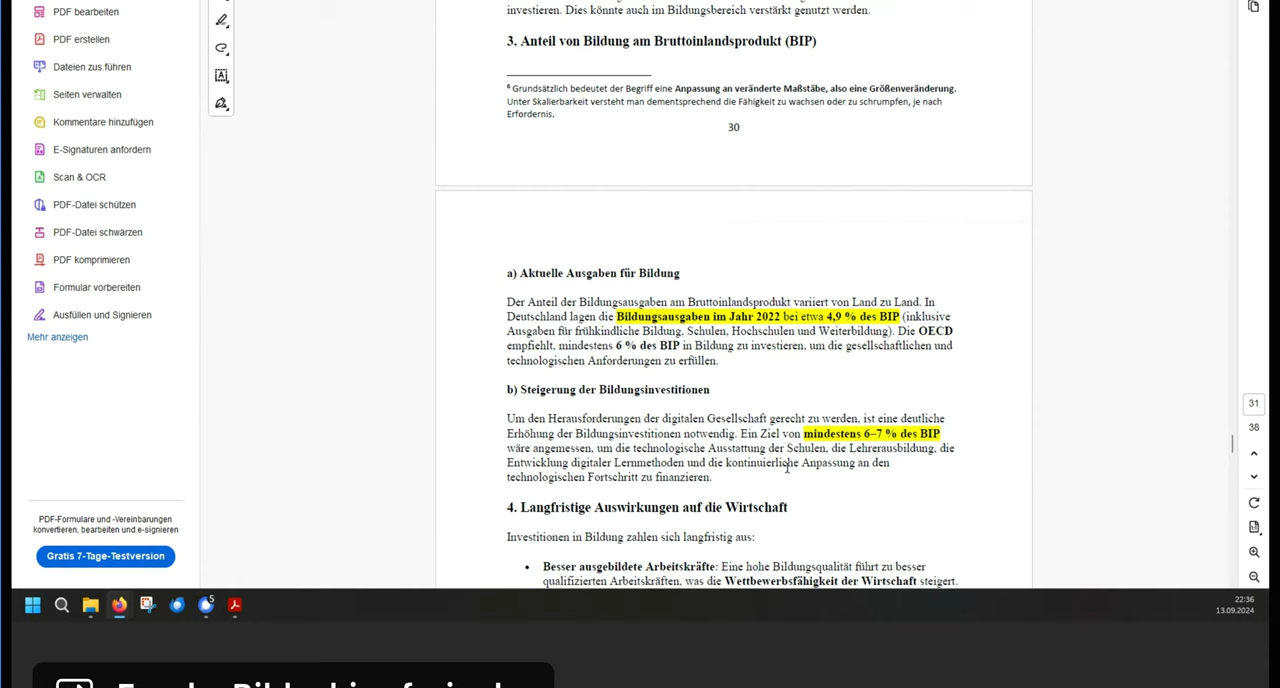 PDF bearbeiten
PDF erstellen
Dateien zus führen
Seiten verwalten
Kommentare hinzufügen
E-Signaturen anfordern
Scan & OCR
PDF-Datei schützen
PDF-Datei schwärzen
PDF komprimieren
Formular vorbereiten
Ausfüllen und Signieren
Mehr anzeigen
PDF-Formulare und -Vereinbarungen
konvertieren, bearbeiten und e-signieren
Gratis 7-Tage-Testversion
investieren. Dies könnte auch im Bildungsbereich verstärkt genutzt werden.
3. Anteil von Bildung am Bruttoinlandsprodukt (BIP)
6 Grundsätzlich bedeutet der Begriff eine Anpassung an veränderte Maßstäbe, also eine Größenveränderung.
Unter Skalierbarkeit versteht man dementsprechend die Fähigkeit zu wachsen oder zu schrumpfen, je nach
Erfordernis.
30
a) Aktuelle Ausgaben für Bildung
Der Anteil der Bildungsausgaben am Bruttoinlandsprodukt variiert von Land zu Land. In
Deutschland lagen die Bildungsausgaben im Jahr 2022 bei etwa 4,9 % des BIP (inklusive
Ausgaben für frühkindliche Bildung, Schulen, Hochschulen und Weiterbildung). Die OECD
empfiehlt, mindestens 6 % des BIP in Bildung zu investieren, um die gesellschaftlichen und
technologischen Anforderungen zu erfüllen.
b) Steigerung der Bildungsinvestitionen
Um den Herausforderungen der digitalen Gesellschaft gerecht zu werden, ist eine deutliche
Erhöhung der Bildungsinvestitionen notwendig. Ein Ziel von mindestens 6–7 % des BIP
wäre angemessen, um die technologische Ausstattung der Schulen, die Lehrerausbildung, die
Entwicklung digitaler Lernmethoden und die kontinuierliche Anpassung an den
technologischen Fortschritt zu finanzieren.
4. Langfristige Auswirkungen auf die Wirtschaft
Investitionen in Bildung zahlen sich langfristig aus:
• Besser ausgebildete Arbeitskräfte: Eine hohe Bildungsqualität führt zu besser
qualifizierten Arbeitskräften, was die Wettbewerbsfähigkeit der Wirtschaft steigert.
31
38
5
22:36
13.09.2024